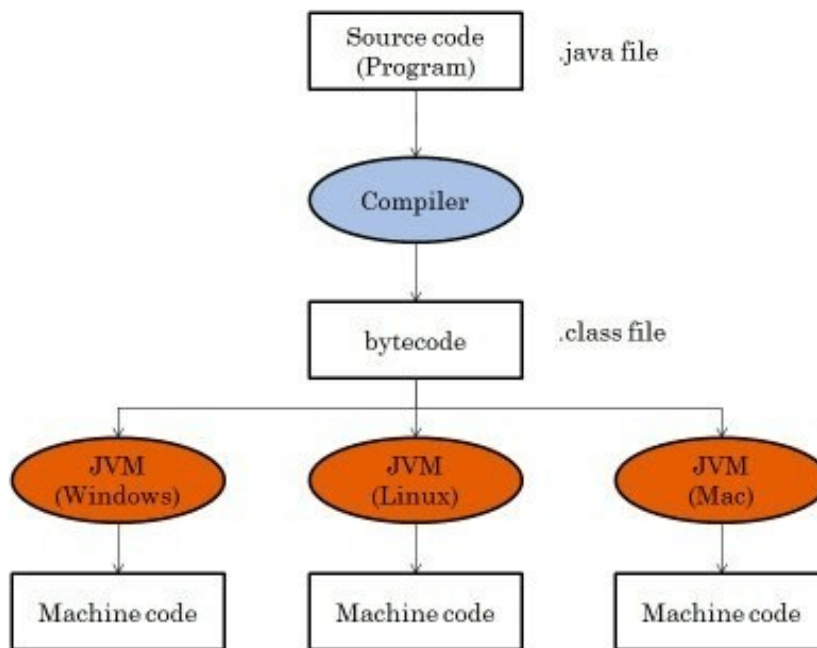 Source code
(Program)
.java file
Compiler
bytecode
.class file
JVM
(Windows)
JVM
(Linux)
JVM
(Mac)
Machine code
Machine code
Machine code